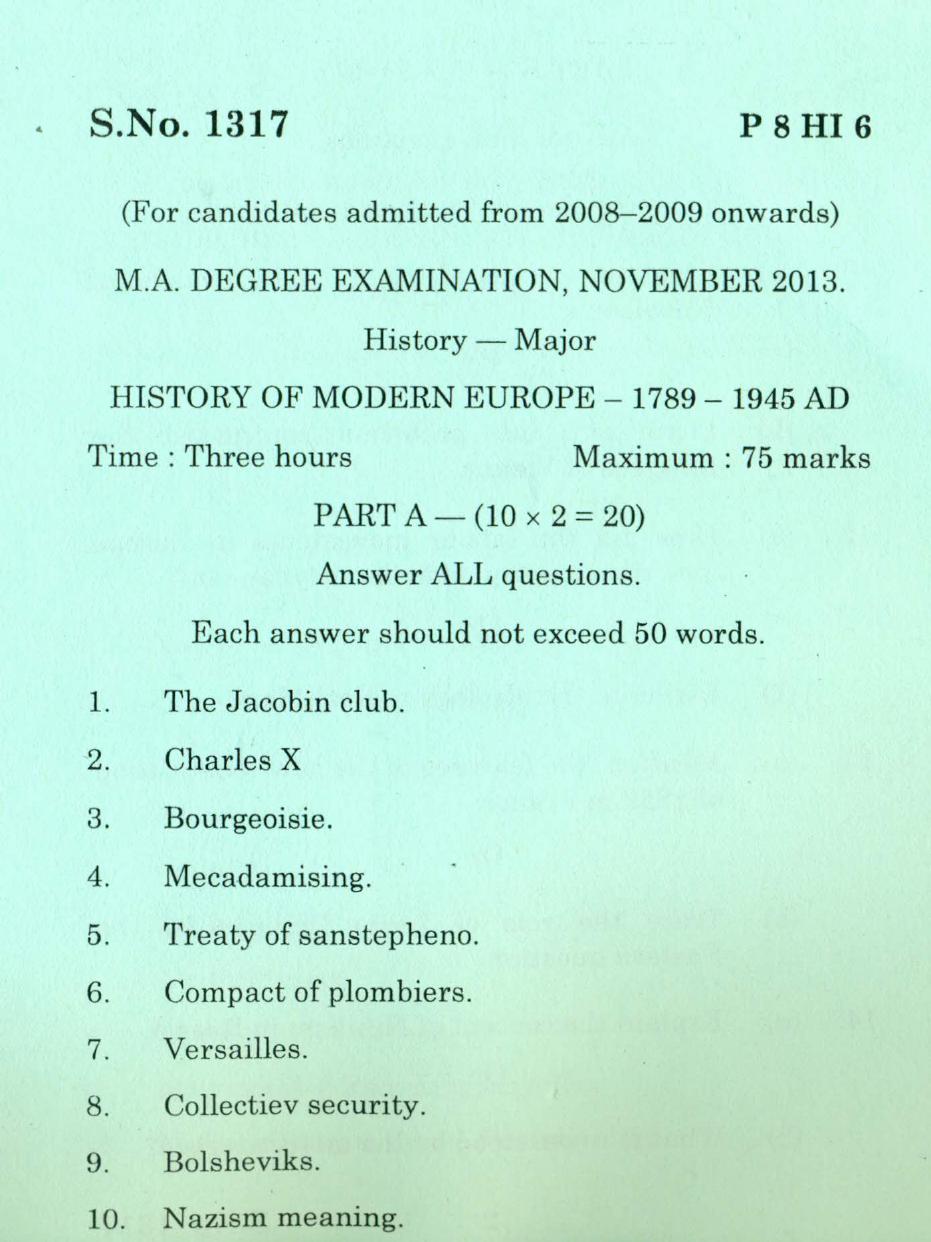 S.No. 1317 P 8 HI 6
(For candidates admitted from 2008–2009 onwards)
M.A. DEGREE EXAMINATION, NOVEMBER 2013.
History — Major
HISTORY OF MODERN EUROPE – 1789 – 1945 AD
Time : Three hours Maximum : 75 marks
PART A — (10 × 2 = 20)
Answer ALL questions.
Each answer should not exceed 50 words.
1. The Jacobin club.
2. Charles X
3. Bourgeoisie.
4. Mecadamising.
5. Treaty of sanstepheno.
6. Compact of plombiers.
7. Versailles.
8. Collectiev security.
9. Bolsheviks.
10. Nazism meaning.